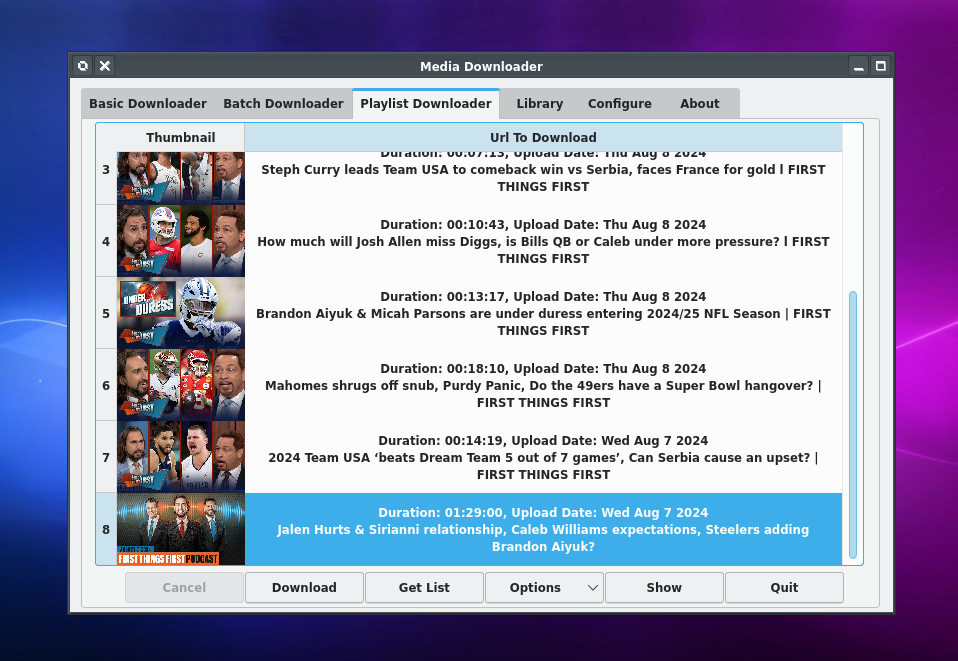 Media Downloader
Basic Downloader
Batch Downloader
Playlist Downloader
Library
Configure
About
Thumbnail
Url To Download
3
Duration: 00:07:13, Upload Date: Thu Aug 8 2024
Steph Curry leads Team USA to comeback win vs Serbia, faces France for gold l FIRST
THINGS FIRST
4
Duration: 00:10:43, Upload Date: Thu Aug 8 2024
How much will Josh Allen miss Diggs, is Bills QB or Caleb under more pressure? l FIRST
THINGS FIRST
5
UNDER
DURESS
Duration: 00:13:17, Upload Date: Thu Aug 8 2024
Brandon Aiyuk & Micah Parsons are under duress entering 2024/25 NFL Season | FIRST
THINGS FIRST
6
Duration: 00:18:10, Upload Date: Thu Aug 8 2024
Mahomes shrugs off snub, Purdy Panic, Do the 49ers have a Super Bowl hangover? |
FIRST THINGS FIRST
7
Duration: 00:14:19, Upload Date: Wed Aug 7 2024
2024 Team USA ‘beats Dream Team 5 out of 7 games’, Can Serbia cause an upset? |
FIRST THINGS FIRST
8
FIRST THINGS FIRST PODCAST
Duration: 01:29:00, Upload Date: Wed Aug 7 2024
Jalen Hurts & Sirianni relationship, Caleb Williams expectations, Steelers adding
Brandon Aiyuk?
Cancel
Download
Get List
Options
Show
Quit